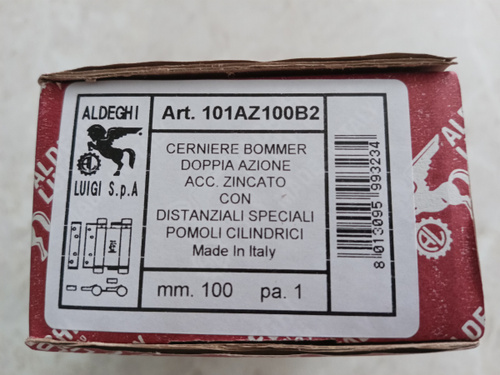 ALDEGHI
LUIGI S.p.A
Art. 101AZ100B2
CERNIERE BOMMER
DOPPIA AZIONE
ACC. ZINCATO
CON
DISTANZIALI SPECIALI
POMOLI CILINDRICI
Made In Italy
mm. 100 pa. 1
8 013095 993234